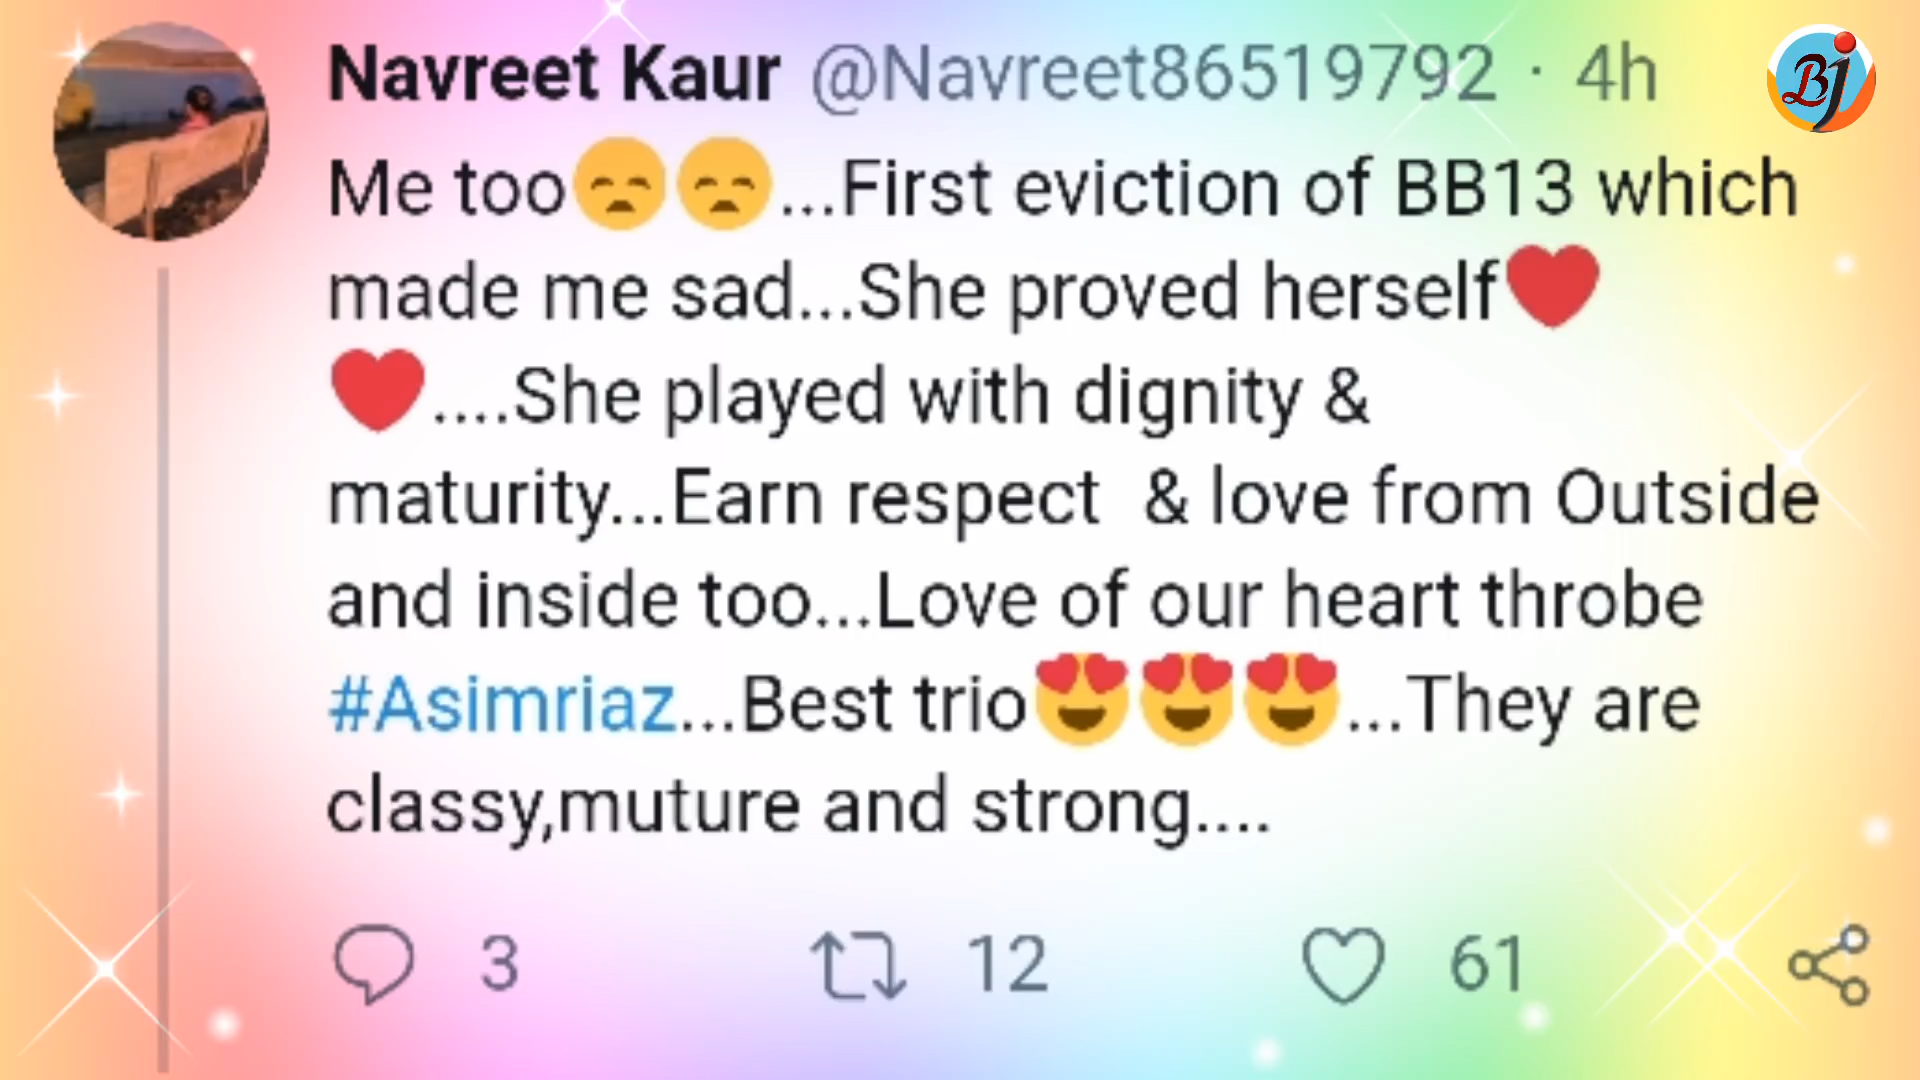 Navreet Kaur @Navreet86519792 · 4h
Bj
Me too😞😞...First eviction of BB13 which
made me sad...She proved herself❤️
❤️....She played with dignity &
maturity...Earn respect  & love from Outside
and inside too...Love of our heart throbe
#Asimriaz...Best trio😍😍😍...They are
classy,muture and strong....
3 12 61